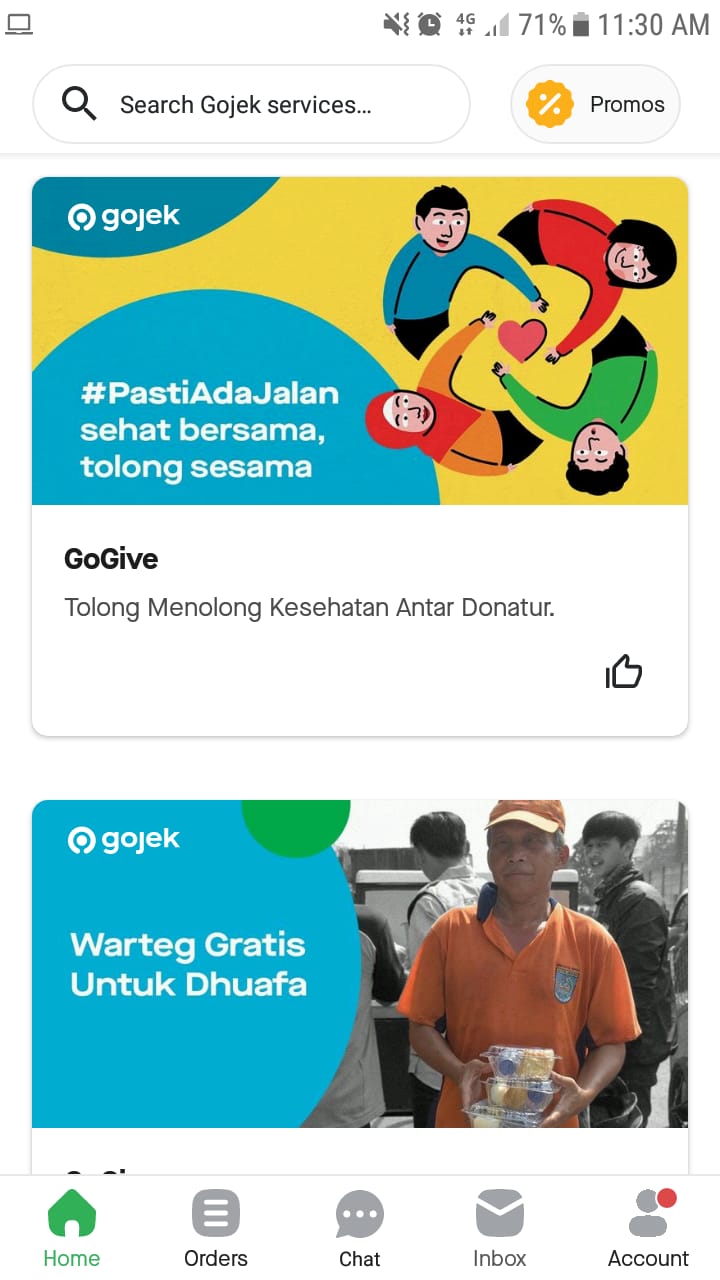 4G 71% 11:30 AM
Search Gojek services...
Promos
gojek
#PastiAdaJalan
sehat bersama,
tolong sesama
GoGive
Tolong Menolong Kesehatan Antar Donatur.
gojek
Warteg Gratis
Untuk Dhuafa
Home
Orders
Chat
Inbox
Account